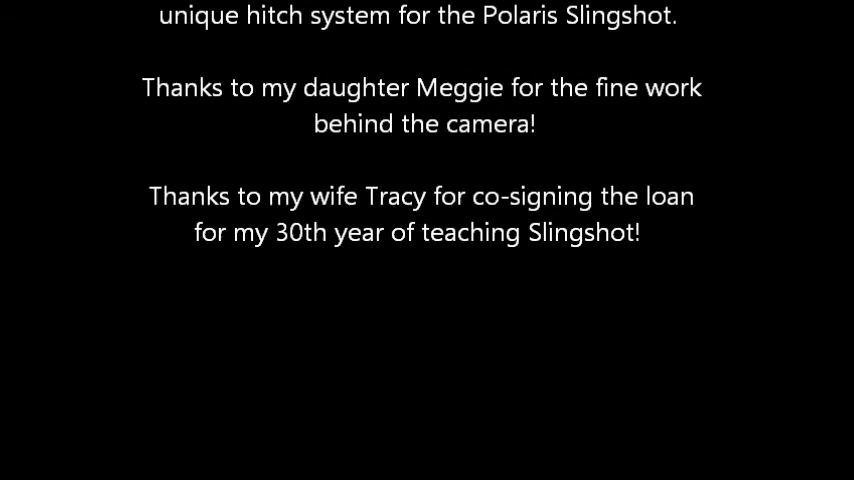 unique hitch system for the Polaris Slingshot.
Thanks to my daughter Meggie for the fine work
behind the camera!
Thanks to my wife Tracy for co-signing the loan
for my 30th year of teaching Slingshot!